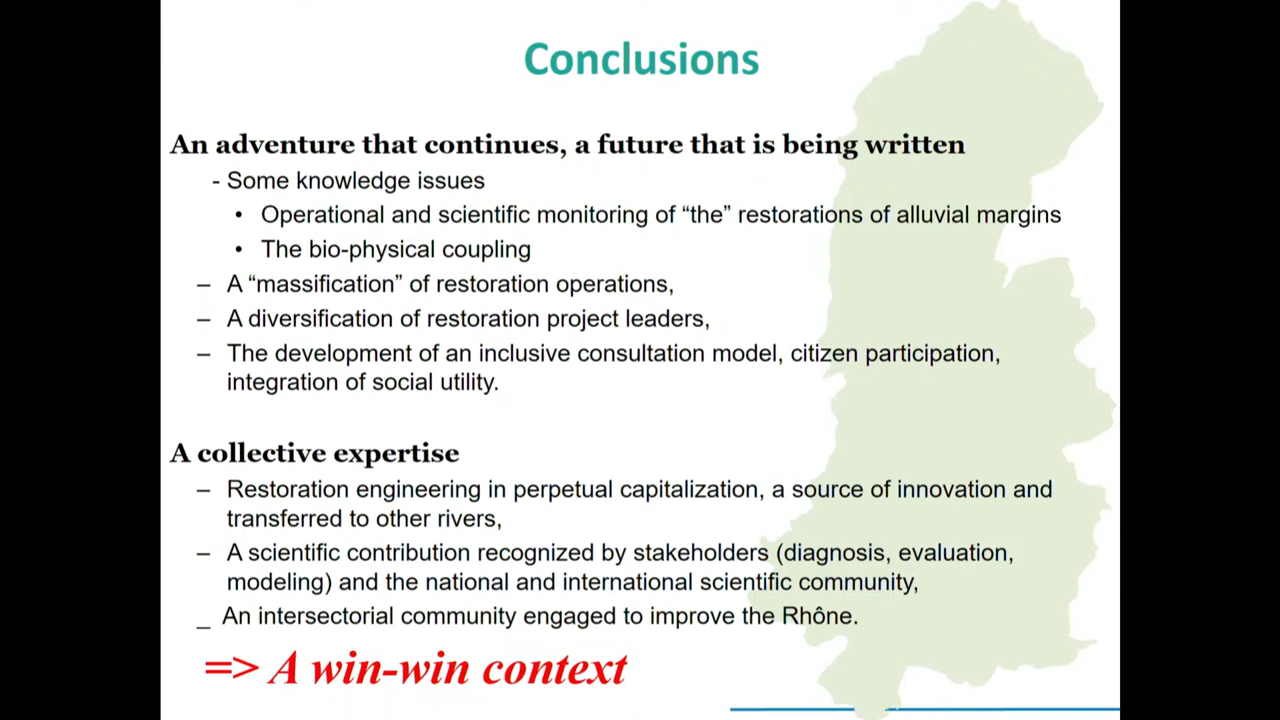 Conclusions
An adventure that continues, a future that is being written
- Some knowledge issues
• Operational and scientific monitoring of “the” restorations of alluvial margins
• The bio-physical coupling
– A “massification” of restoration operations,
– A diversification of restoration project leaders,
– The development of an inclusive consultation model, citizen participation,
integration of social utility.
A collective expertise
– Restoration engineering in perpetual capitalization, a source of innovation and
transferred to other rivers,
– A scientific contribution recognized by stakeholders (diagnosis, evaluation,
modeling) and the national and international scientific community,
_ An intersectorial community engaged to improve the Rhône.
=> A win-win context